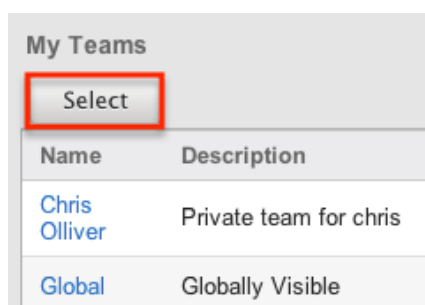 My Teams
Select
Name Description
Chris
Olliver Private team for chris
Global Globally Visible